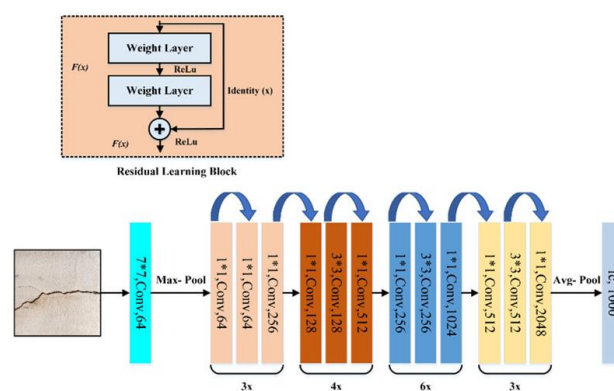 Weight Layer
F(x)
ReLu
Weight Layer
Identity (x)
F(x)
ReLu
Residual Learning Block
7*7,Conv,64
Max- Pool
1*1,Conv,64
1*1,Conv,64
1*1,Conv,256
1*1,Conv,128
3*3,Conv,128
1*1,Conv,512
1*1,Conv,256
3*3,Conv,256
1*1,Conv,1024
1*1,Conv,512
3*3,Conv,512
1*1,Conv,2048
Avg- Pool
3x
4x
6x
3x